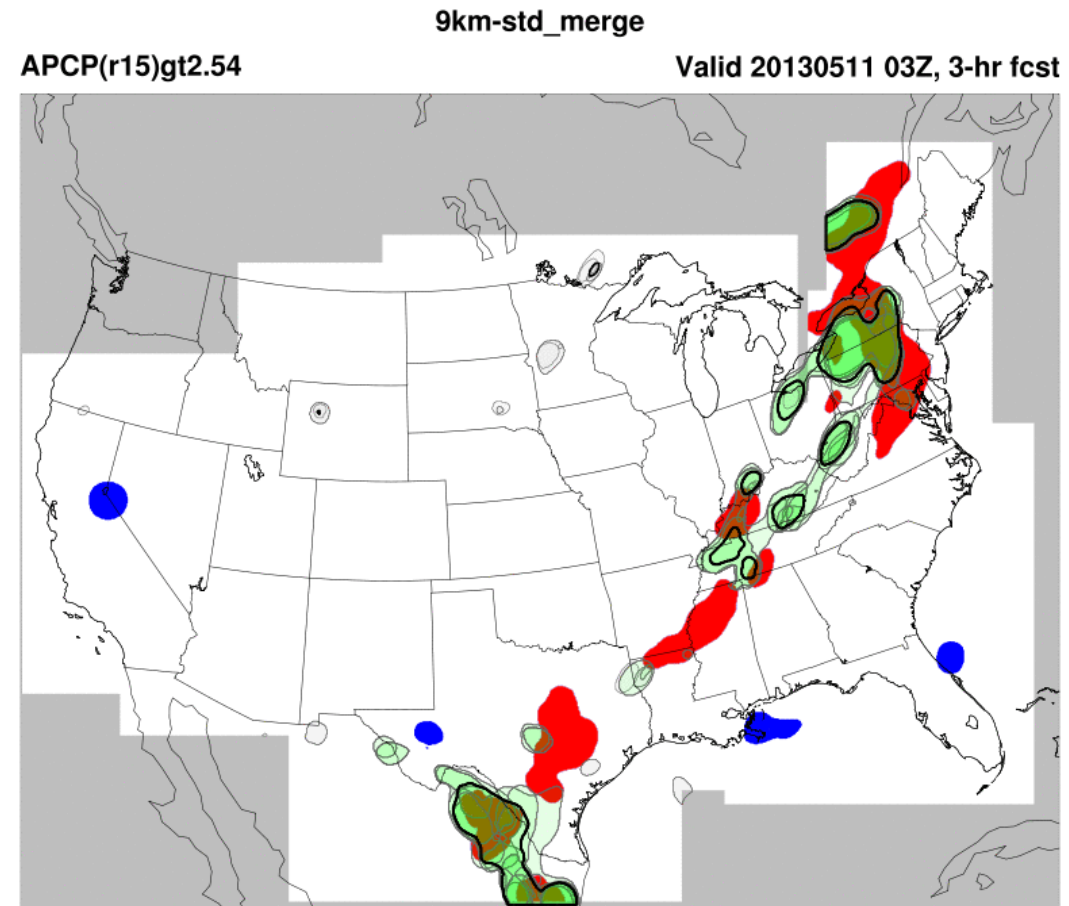 9km-std_merge
APCP(r15)gt2.54
Valid 20130511 03Z, 3-hr fcst